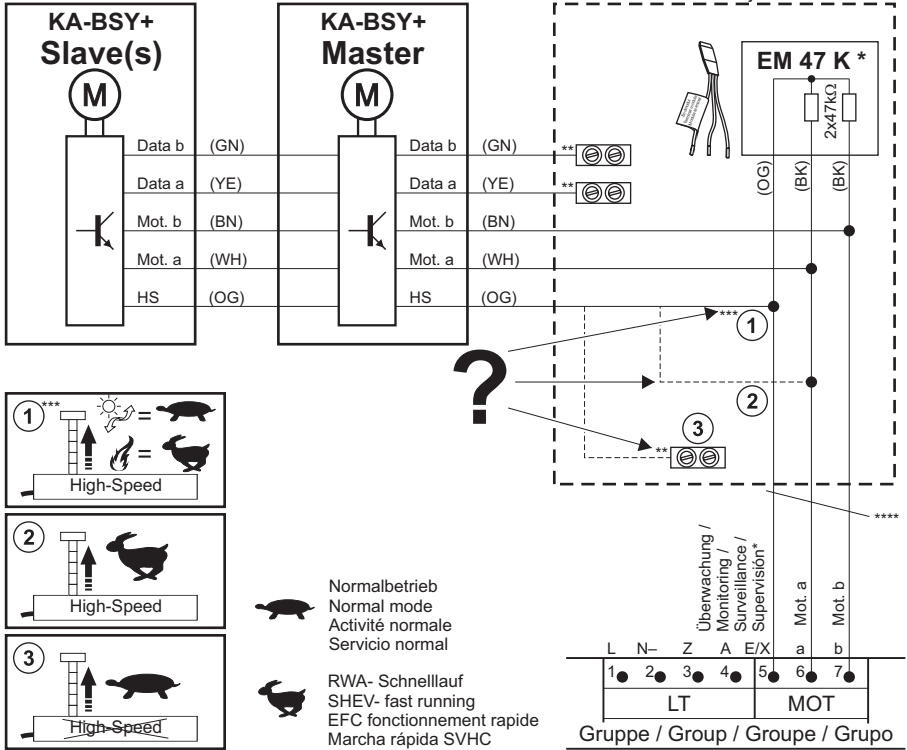 KA-BSY+
Slave(s)
M
Data b (GN)
Data a (YE)
Mot. b (BN)
Mot. a (WH)
HS (OG)
KA-BSY+
Master
M
Data b (GN)
Data a (YE)
Mot. b (BN)
Mot. a (WH)
HS (OG)
**
**
EM 47 K *
2x47kΩ
(OG)
(BK)
(BK)
*** 1
2
3
**
?
****
1 ***
=
=
High-Speed
2
High-Speed
3
High-Speed
Normalbetrieb
Normal mode
Activité normale
Servicio normal
RWA- Schnelllauf
SHEV- fast running
EFC fonctionnement rapide
Marcha rápida SVHC
Überwachung /
Monitoring /
Surveillance /
Supervisión*
Mot. a
Mot. b
L N– Z A E/X a b
1 2 3 4 5 6 7
LT MOT
Gruppe / Group / Groupe / Grupo